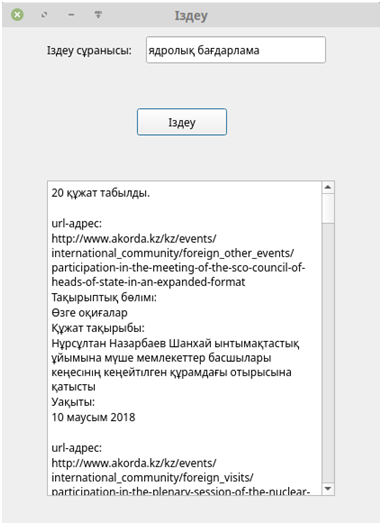 Іздеу
Іздеу сұранысы: ядролық бағдарлама
Іздеу
20 құжат табылды.
url-адрес:
http://www.akorda.kz/kz/events/
international_community/foreign_other_events/
participation-in-the-meeting-of-the-sco-council-of-
heads-of-state-in-an-expanded-format
Тақырыптық бөлімі:
Өзге оқиғалар
Құжат тақырыбы:
Нұрсұлтан Назарбаев Шанхай ынтымақтастық
ұйымына мүше мемлекеттер басшылары
кеңесінің кеңейтілген құрамдағы отырысына
қатысты
Уақыты:
10 маусым 2018
url-адрес:
http://www.akorda.kz/kz/events/
international_community/foreign_visits/
participation-in-the-plenary-session-of-the-nuclear-